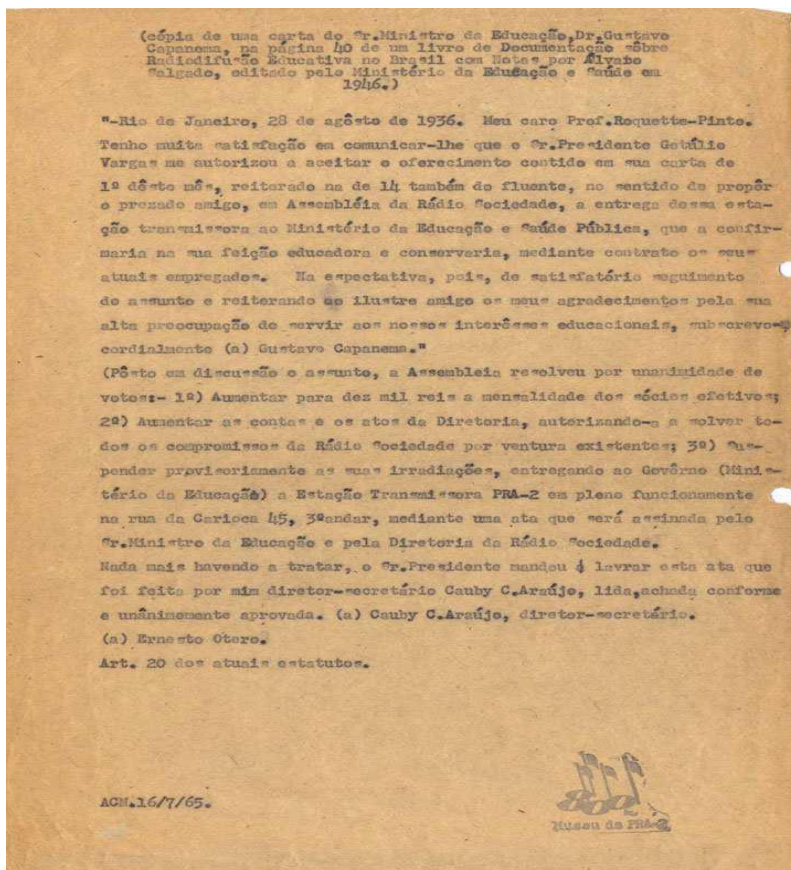 (cópia de uma carta do Sr.Ministro da Educação,Dr.Gustavo
Capanema, na página 40 de um livro de Documentação sôbre
Radiodifusão Educativa no Brasil com Notas por Álvaro
Salgado, editado pelo Ministério da Educação e Saúde em
1946.)
"-Rio de Janeiro, 28 de agôsto de 1936. Meu caro Prof.Roquette-Pinto.
Tenho muita satisfação em comunicar-lhe que o Sr.Presidente Getúlio
Vargas me autorizou a aceitar o oferecimento contido em sua carta de
1º dêste mês, reiterado na de 14 também do fluente, no sentido de propôr
o prezado amigo, em Assembléia da Rádio Sociedade, a entrega dessa esta-
ção transmissora ao Ministério da Educação e Saúde Pública, que a confir-
maria na sua feição educadora e conservaria, mediante contrato os seus
atuais empregados. Na espectativa, pois, de satisfatório seguimento
do assunto e reiterando ao ilustre amigo os meus agradecimentos pela sua
alta preocupação de servir aos nossos interêsses educacionais, subscrevo-me
cordialmente (a) Gustavo Capanema."
(Pôsto em discussão o assunto, a Assembleia resolveu por unanimidade de
votos:- 1º) Aumentar para dez mil reis a mensalidade dos sócios efetivos;
2º) Aumentar as contas e os atos da Diretoria, autorizando-a a solver to-
dos os compromissos da Rádio Sociedade por ventura existentes; 3º) Sus-
pender provisoriamente as suas irradiações, entregando ao Govêrno (Minis-
tério da Educação) a Estação Transmissora PRA-2 em pleno funcionamente
na rua da Carioca 45, 3ºandar, mediante uma ata que será assinada pelo
Sr.Ministro da Educação e pela Diretoria da Rádio Sociedade.
Nada mais havendo a tratar, o Sr.Presidente mandou lavrar esta ata que
foi feita por mim diretor-secretário Cauby C.Araújo, lida,achada conforme
e unânimemente aprovada. (a) Cauby C.Araújo, diretor-secretário.
(a) Ernesto Otero.
Art. 20 dos atuais estatutos.
ACM.16/7/65.
800
Museu da PRA-2